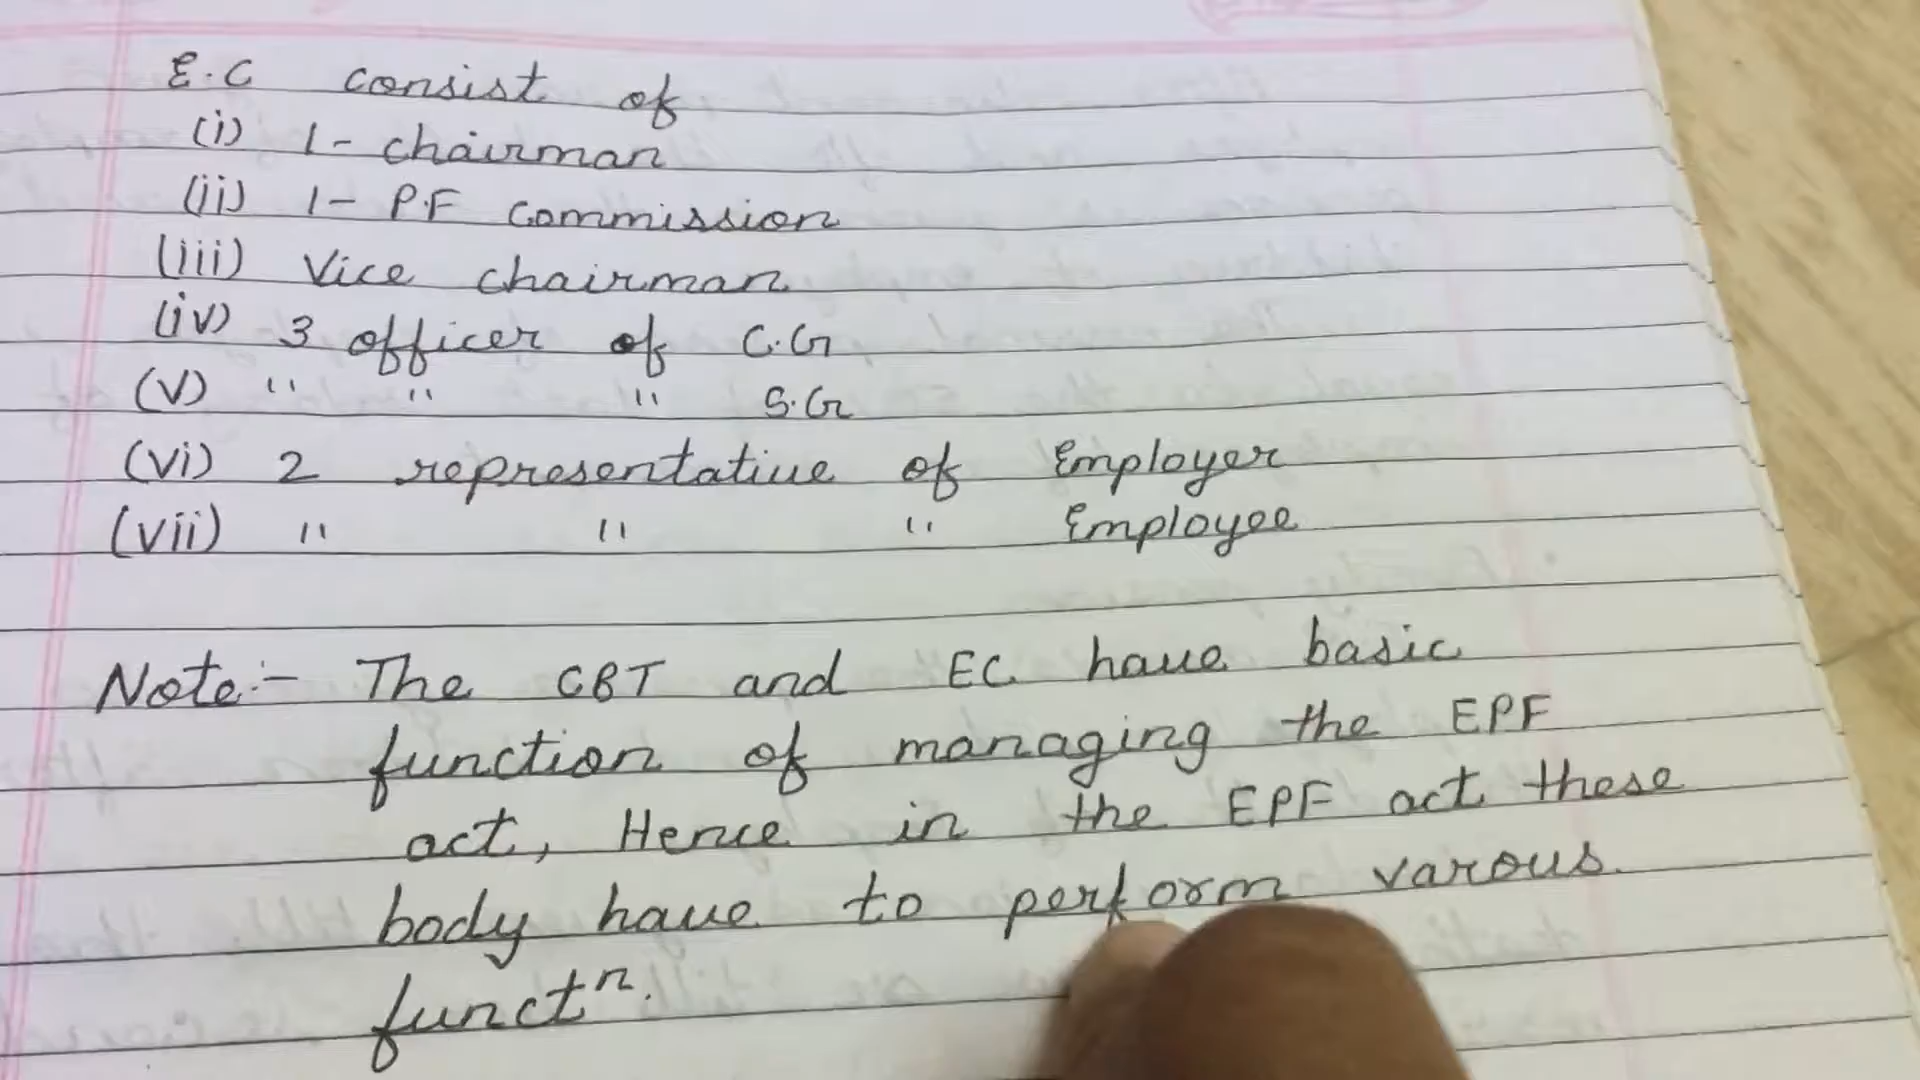 E.C consist of
(i) 1- chairman
(ii) 1- P.F commission
(iii) Vice chairman
(iv) 3 officer of C.G
(v) " " " S.G
(vi) 2 representative of Employer
(vii) " " " Employee
Note:- The CBT and EC have basic
function of managing the EPF
act, Hence in the EPF act these
body have to perform varous
functn.